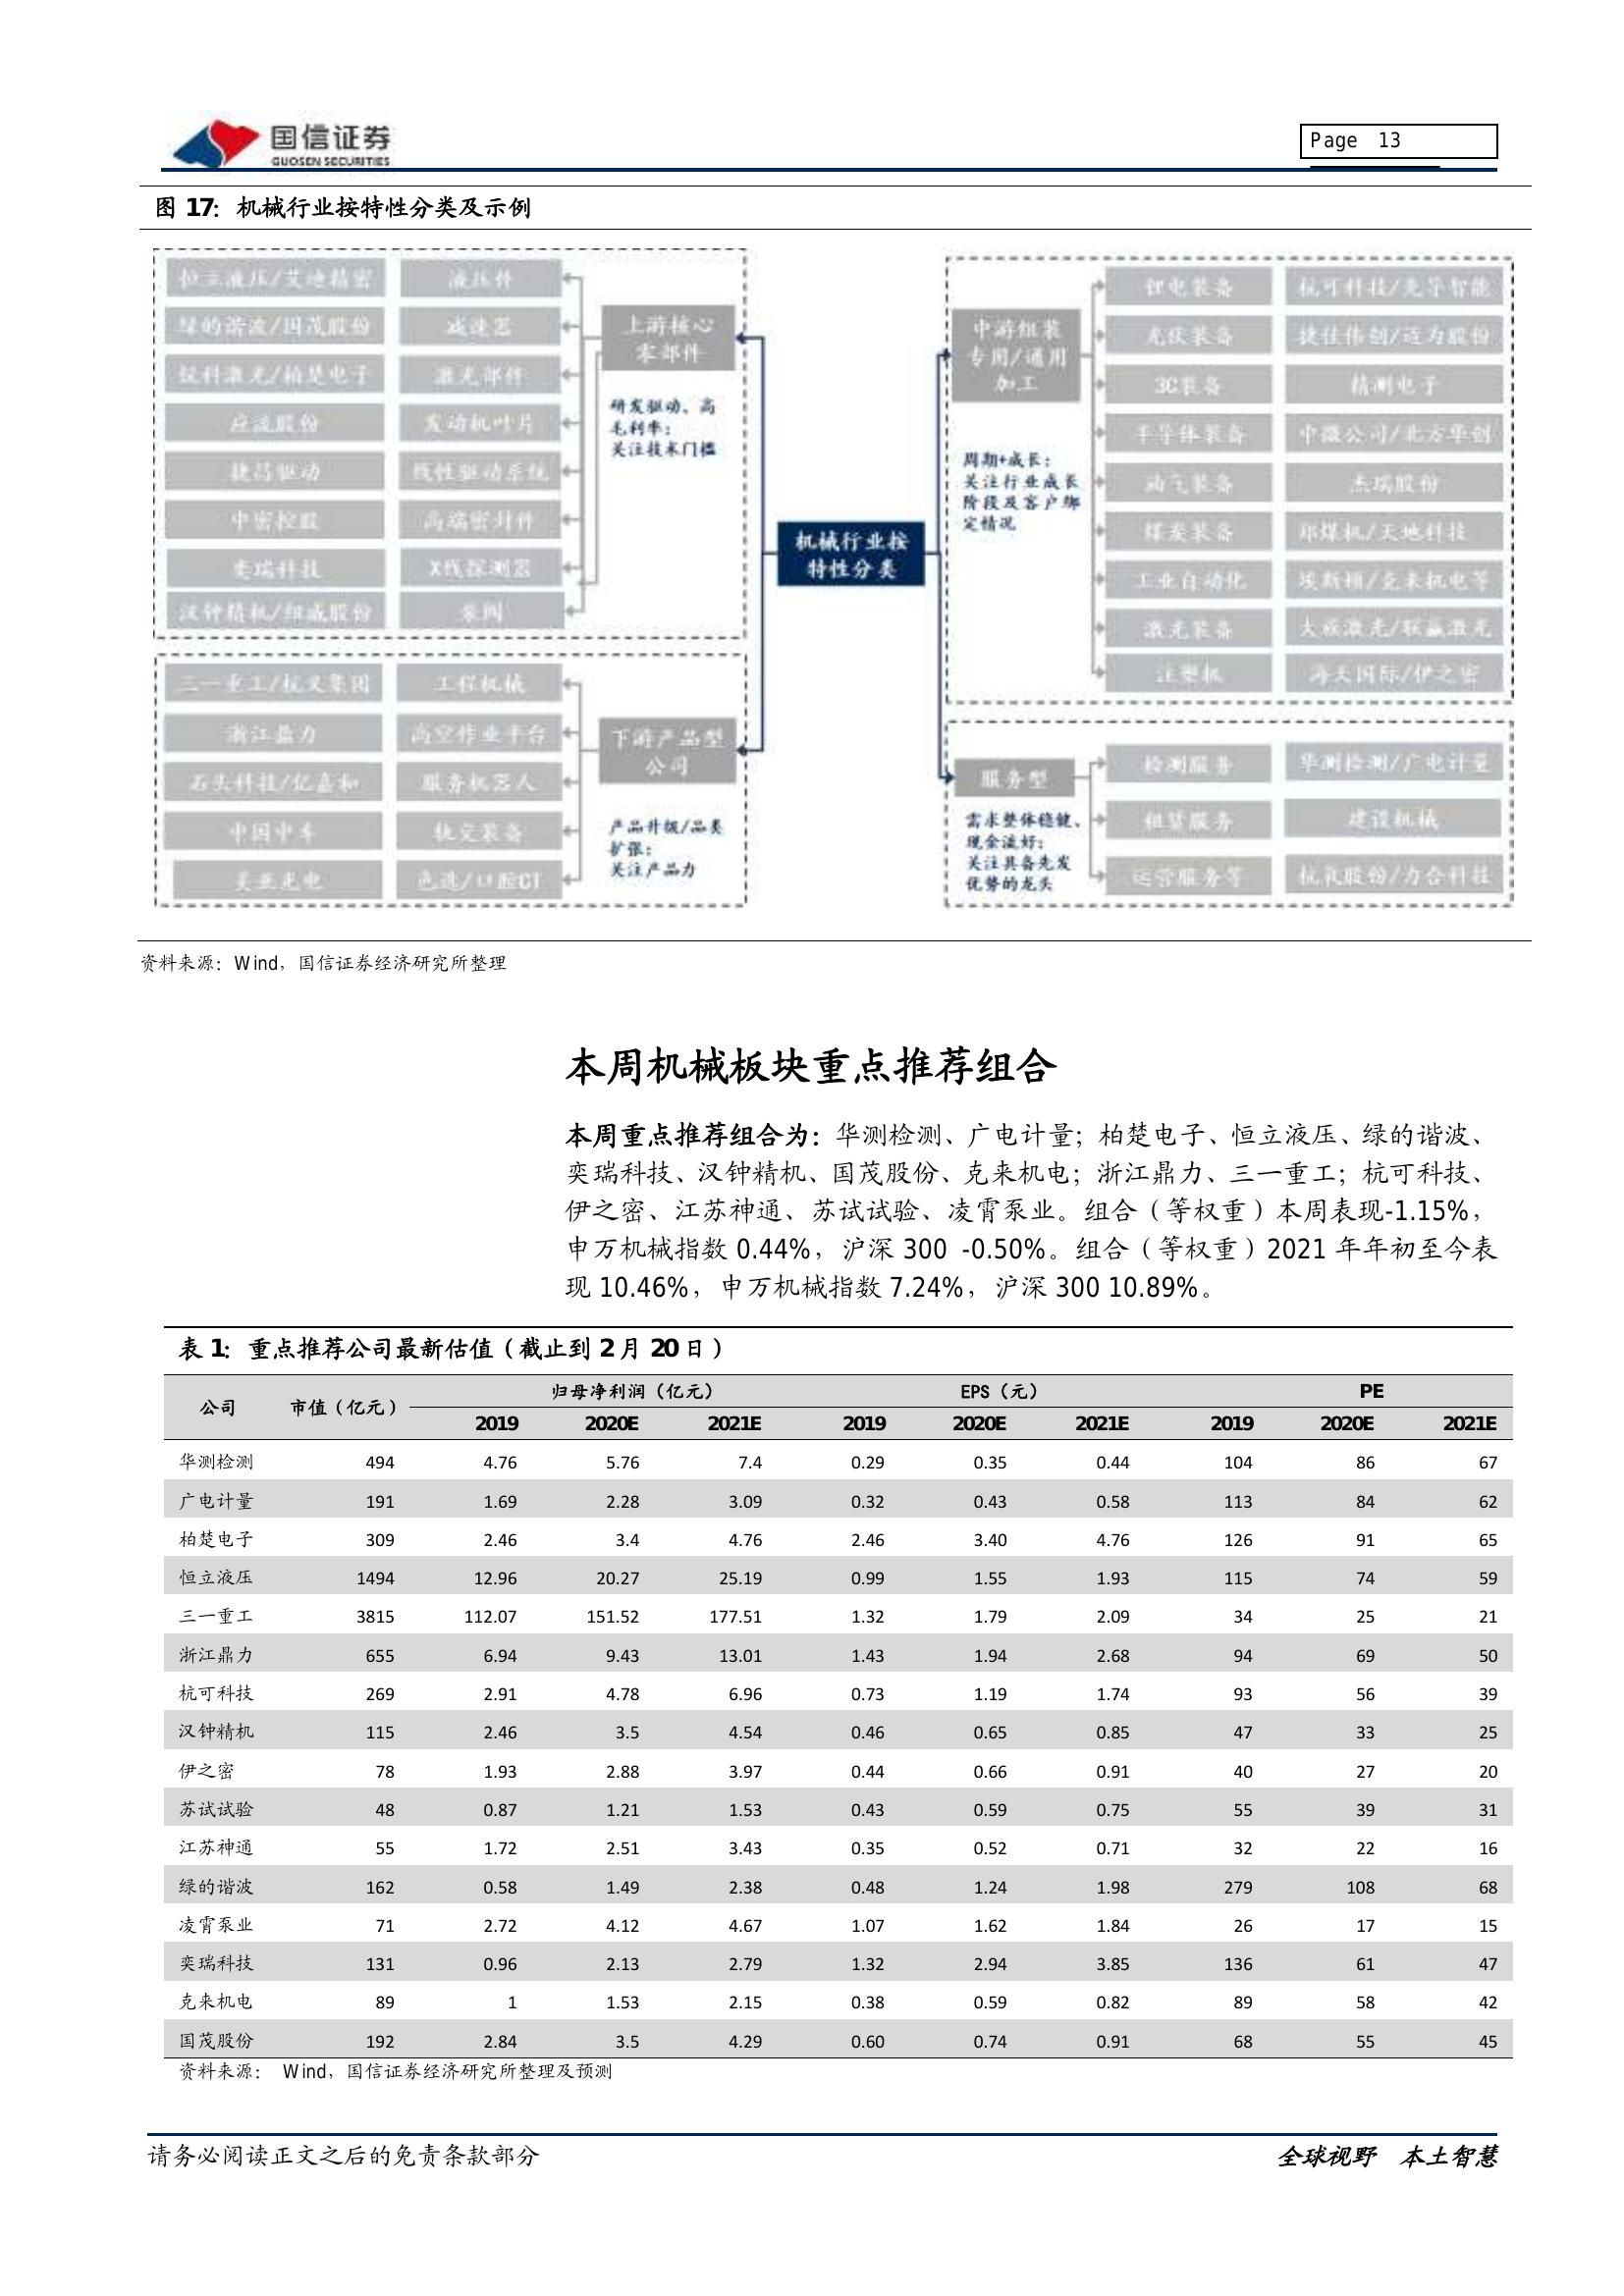 国信证券
GUOSEN SECURITIES
Page 13
图 17：机械行业按特性分类及示例
恒立液压/艾迪精密 液压件
绿的谐波/国茂股份 减速器
锐科激光/柏楚电子 激光部件
应流股份 发动机叶片
捷昌驱动 线性驱动系统
中密控股 高端密封件
奕瑞科技 X线探测器
汉钟精机/纽威股份 泵阀
上游核心
零部件
研发驱动、高
毛利率；
关注技术门槛
三一重工/杭叉集团 工程机械
浙江鼎力 高空作业平台
石头科技/亿嘉和 服务机器人
中国中车 轨交装备
美亚光电 色选/口腔CT
下游产品型
公司
产品升级/品类
扩张；
关注产品力
机械行业按
特性分类
中游组装
专用/通用
加工
周期+成长；
关注行业成长
阶段及客户绑
定情况
锂电装备 杭可科技/先导智能
光伏装备 捷佳伟创/迈为股份
3C装备 精测电子
半导体装备 中微公司/北方华创
油气装备 杰瑞股份
煤炭装备 郑煤机/天地科技
工业自动化 埃斯顿/克来机电等
激光装备 大族激光/联赢激光
注塑机 海天国际/伊之密
服务型
需求整体稳健、
现金流好；
关注具备先发
优势的龙头
检测服务 华测检测/广电计量
租赁服务 建设机械
运营服务等 杭氧股份/力合科技
资料来源：Wind，国信证券经济研究所整理
本周机械板块重点推荐组合
本周重点推荐组合为：华测检测、广电计量；柏楚电子、恒立液压、绿的谐波、
奕瑞科技、汉钟精机、国茂股份、克来机电；浙江鼎力、三一重工；杭可科技、
伊之密、江苏神通、苏试试验、凌霄泵业。组合（等权重）本周表现-1.15%，
申万机械指数 0.44%，沪深 300 -0.50%。组合（等权重）2021 年年初至今表
现 10.46%，申万机械指数 7.24%，沪深 300 10.89%。
表 1：重点推荐公司最新估值（截止到 2 月 20 日）
公司 市值（亿元） 归母净利润（亿元） EPS（元） PE
2019 2020E 2021E 2019 2020E 2021E 2019 2020E 2021E
华测检测 494 4.76 5.76 7.4 0.29 0.35 0.44 104 86 67
广电计量 191 1.69 2.28 3.09 0.32 0.43 0.58 113 84 62
柏楚电子 309 2.46 3.4 4.76 2.46 3.40 4.76 126 91 65
恒立液压 1494 12.96 20.27 25.19 0.99 1.55 1.93 115 74 59
三一重工 3815 112.07 151.52 177.51 1.32 1.79 2.09 34 25 21
浙江鼎力 655 6.94 9.43 13.01 1.43 1.94 2.68 94 69 50
杭可科技 269 2.91 4.78 6.96 0.73 1.19 1.74 93 56 39
汉钟精机 115 2.46 3.5 4.54 0.46 0.65 0.85 47 33 25
伊之密 78 1.93 2.88 3.97 0.44 0.66 0.91 40 27 20
苏试试验 48 0.87 1.21 1.53 0.43 0.59 0.75 55 39 31
江苏神通 55 1.72 2.51 3.43 0.35 0.52 0.71 32 22 16
绿的谐波 162 0.58 1.49 2.38 0.48 1.24 1.98 279 108 68
凌霄泵业 71 2.72 4.12 4.67 1.07 1.62 1.84 26 17 15
奕瑞科技 131 0.96 2.13 2.79 1.32 2.94 3.85 136 61 47
克来机电 89 1 1.53 2.15 0.38 0.59 0.82 89 58 42
国茂股份 192 2.84 3.5 4.29 0.60 0.74 0.91 68 55 45
资料来源： Wind，国信证券经济研究所整理及预测
请务必阅读正文之后的免责条款部分
全球视野 本土智慧